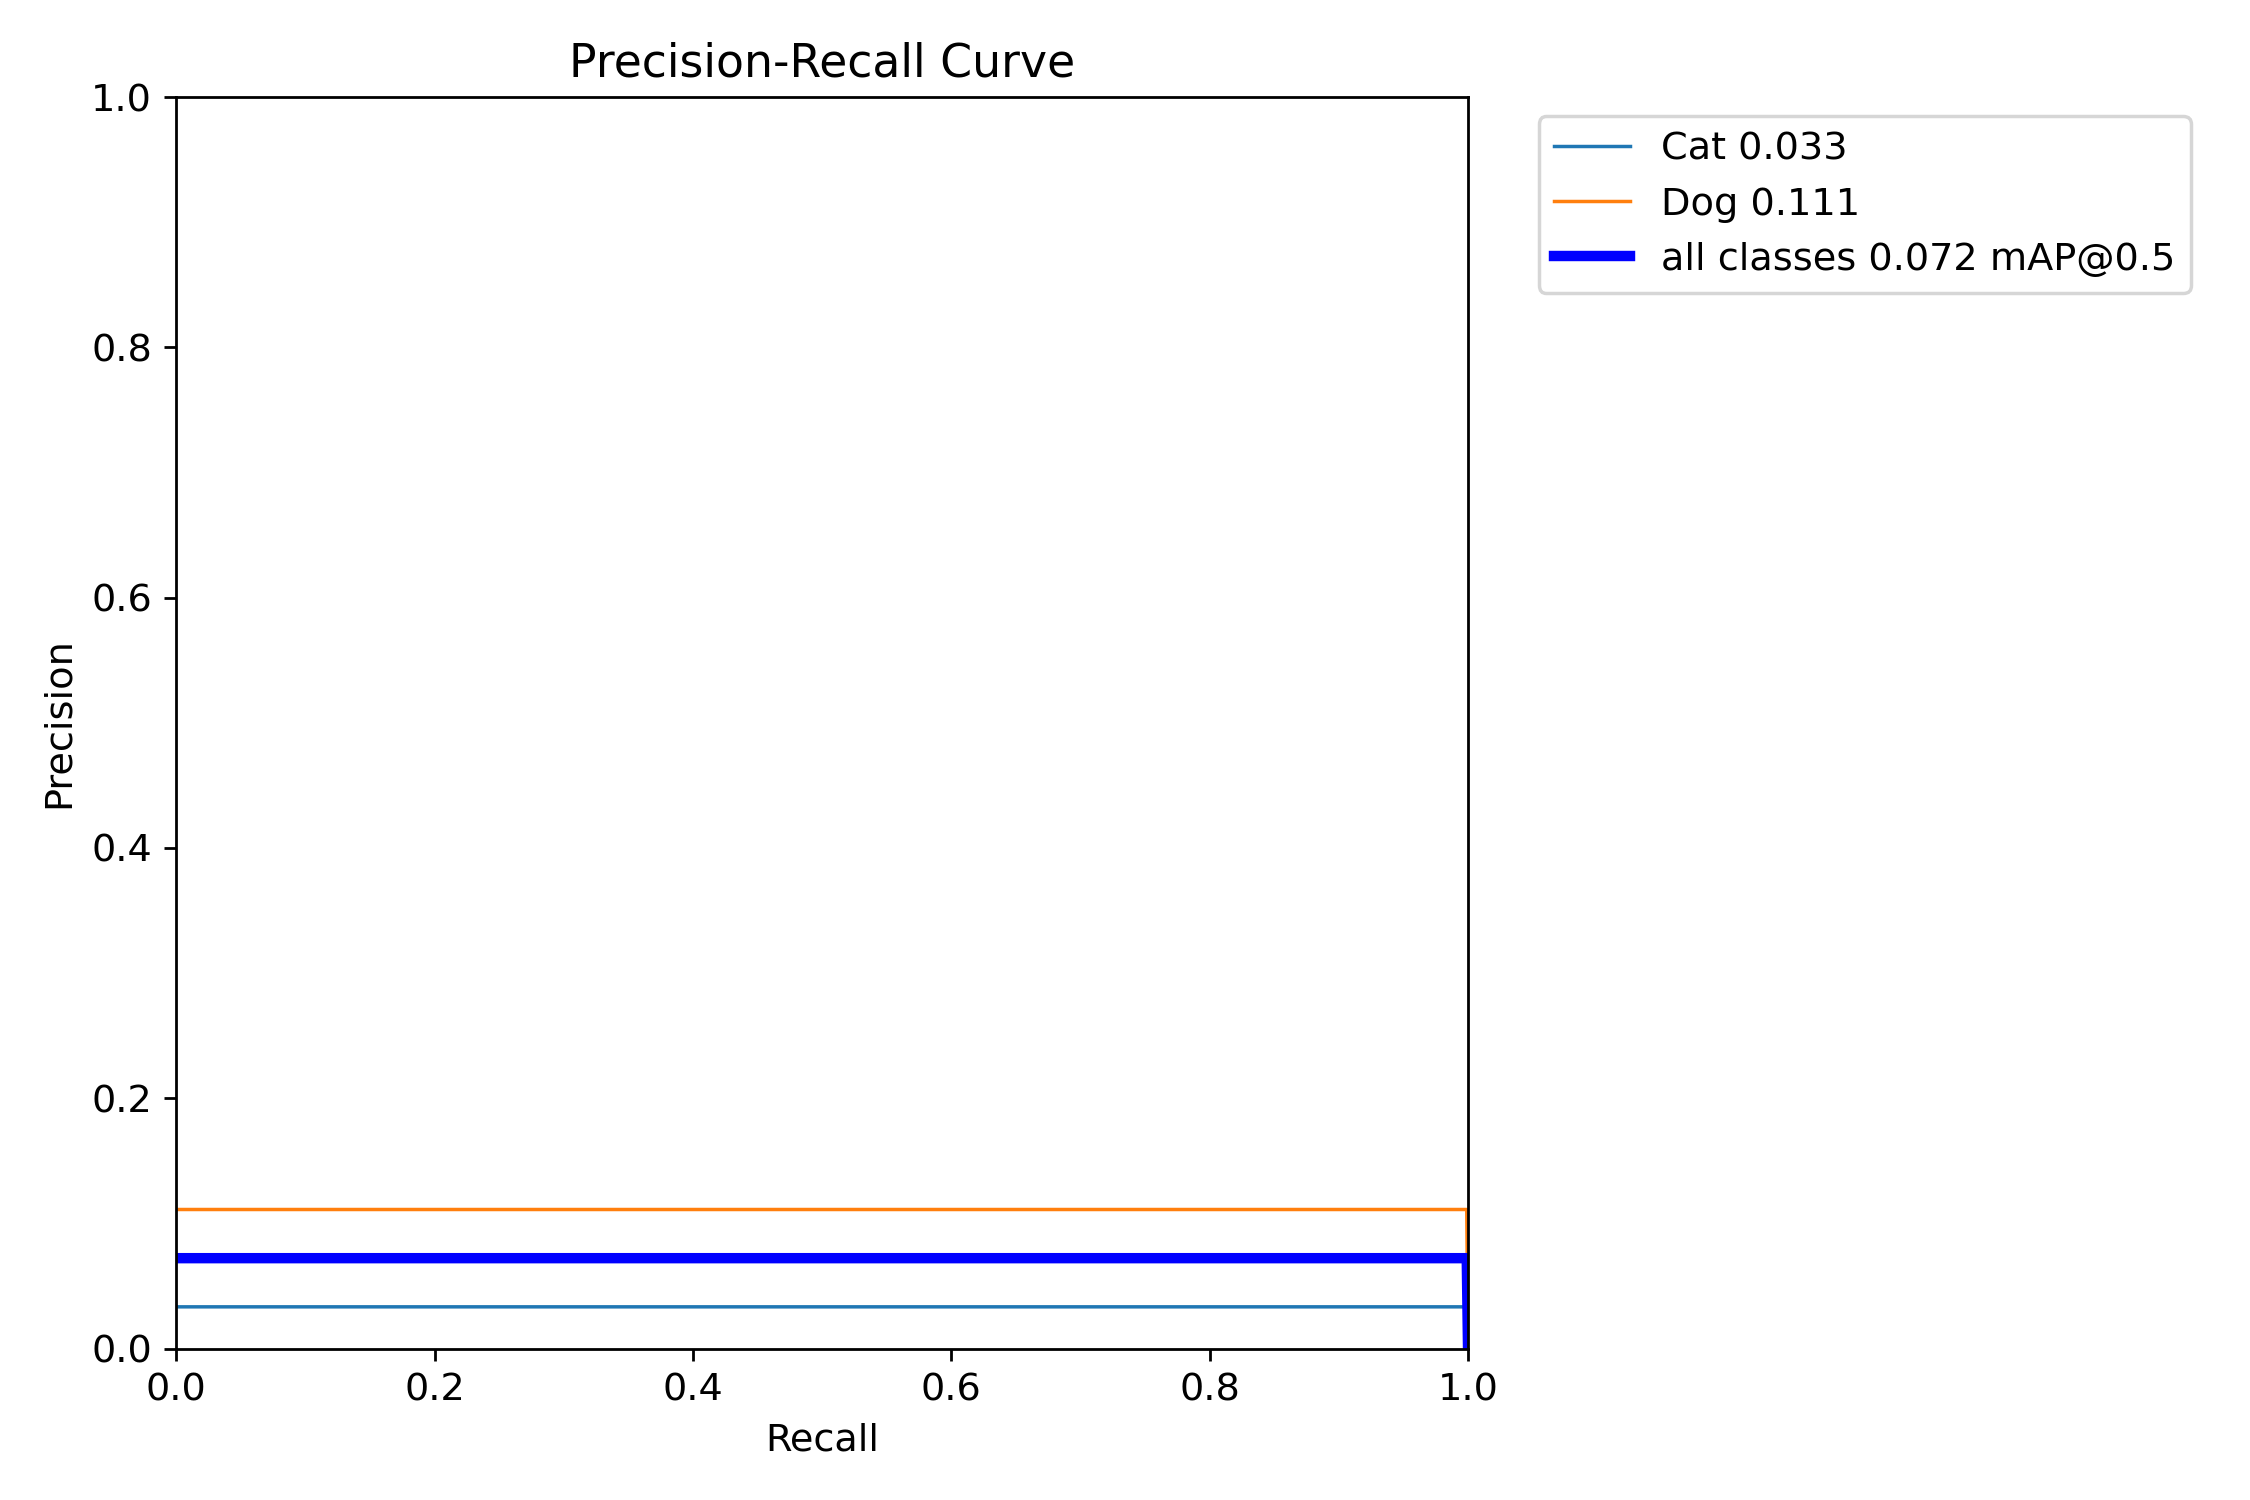 Precision-Recall Curve
Cat 0.033
Dog 0.111
all classes 0.072 mAP@0.5
1.0
0.8
0.6
0.4
0.2
0.0
Precision
0.0 0.2 0.4 0.6 0.8 1.0
Recall